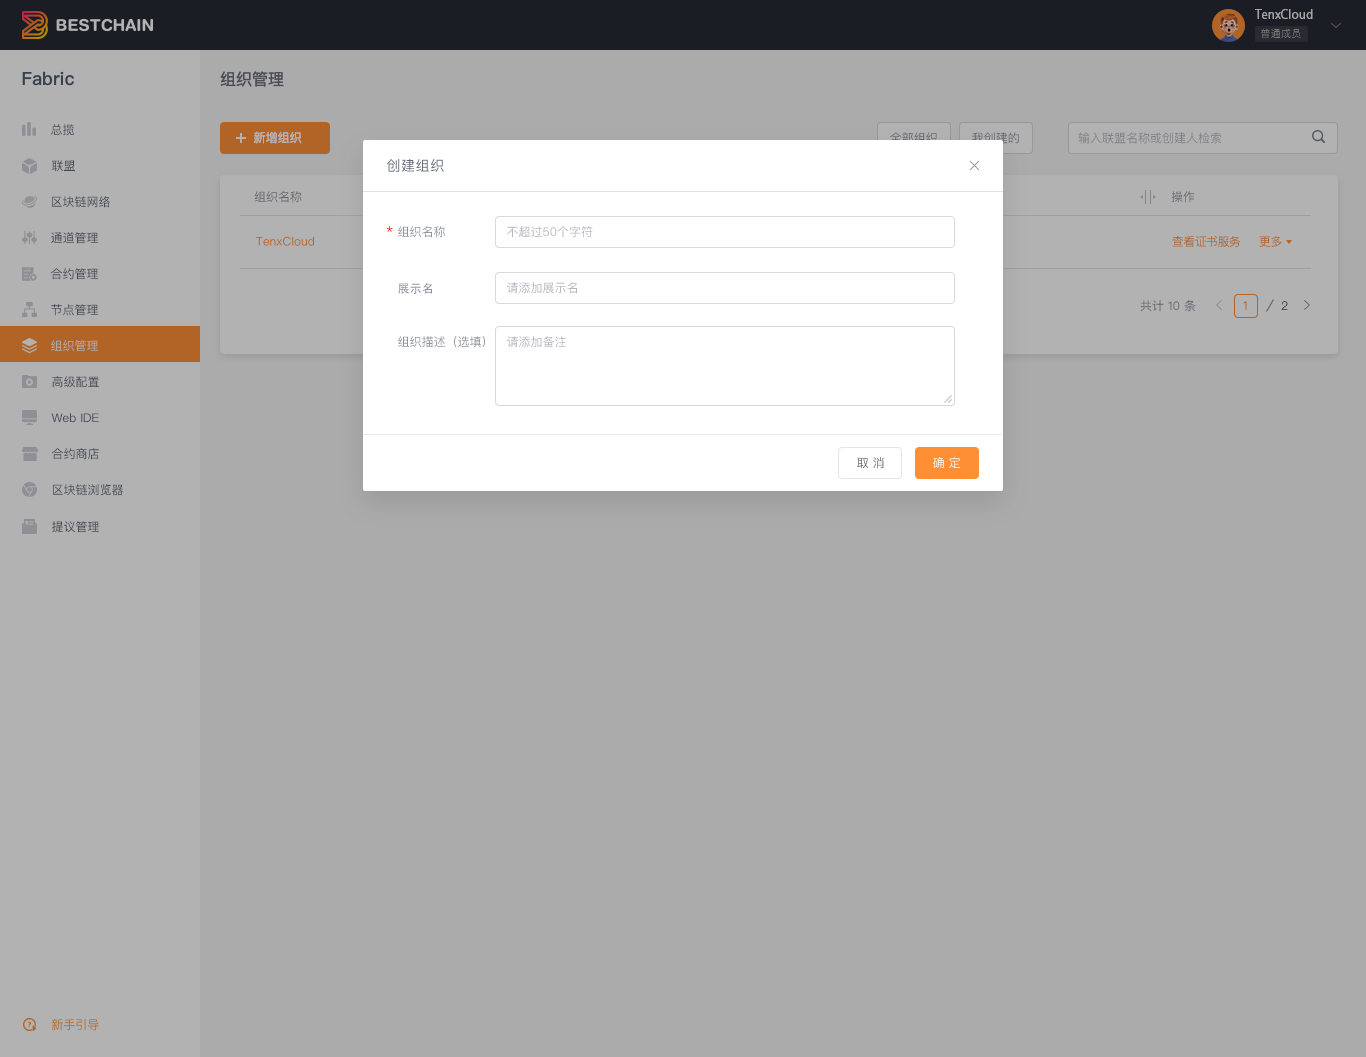 BESTCHAIN
TenxCloud
普通成员
Fabric
总揽
联盟
区块链网络
通道管理
合约管理
节点管理
组织管理
高级配置
Web IDE
合约商店
区块链浏览器
提议管理
新手引导
组织管理
新增组织
全部组织
我创建的
输入联盟名称或创建人检索
组织名称
操作
TenxCloud
查看证书服务 更多
共计 10 条 1 / 2
创建组织
* 组织名称 不超过50个字符
展示名 请添加展示名
组织描述（选填） 请添加备注
取 消 确 定